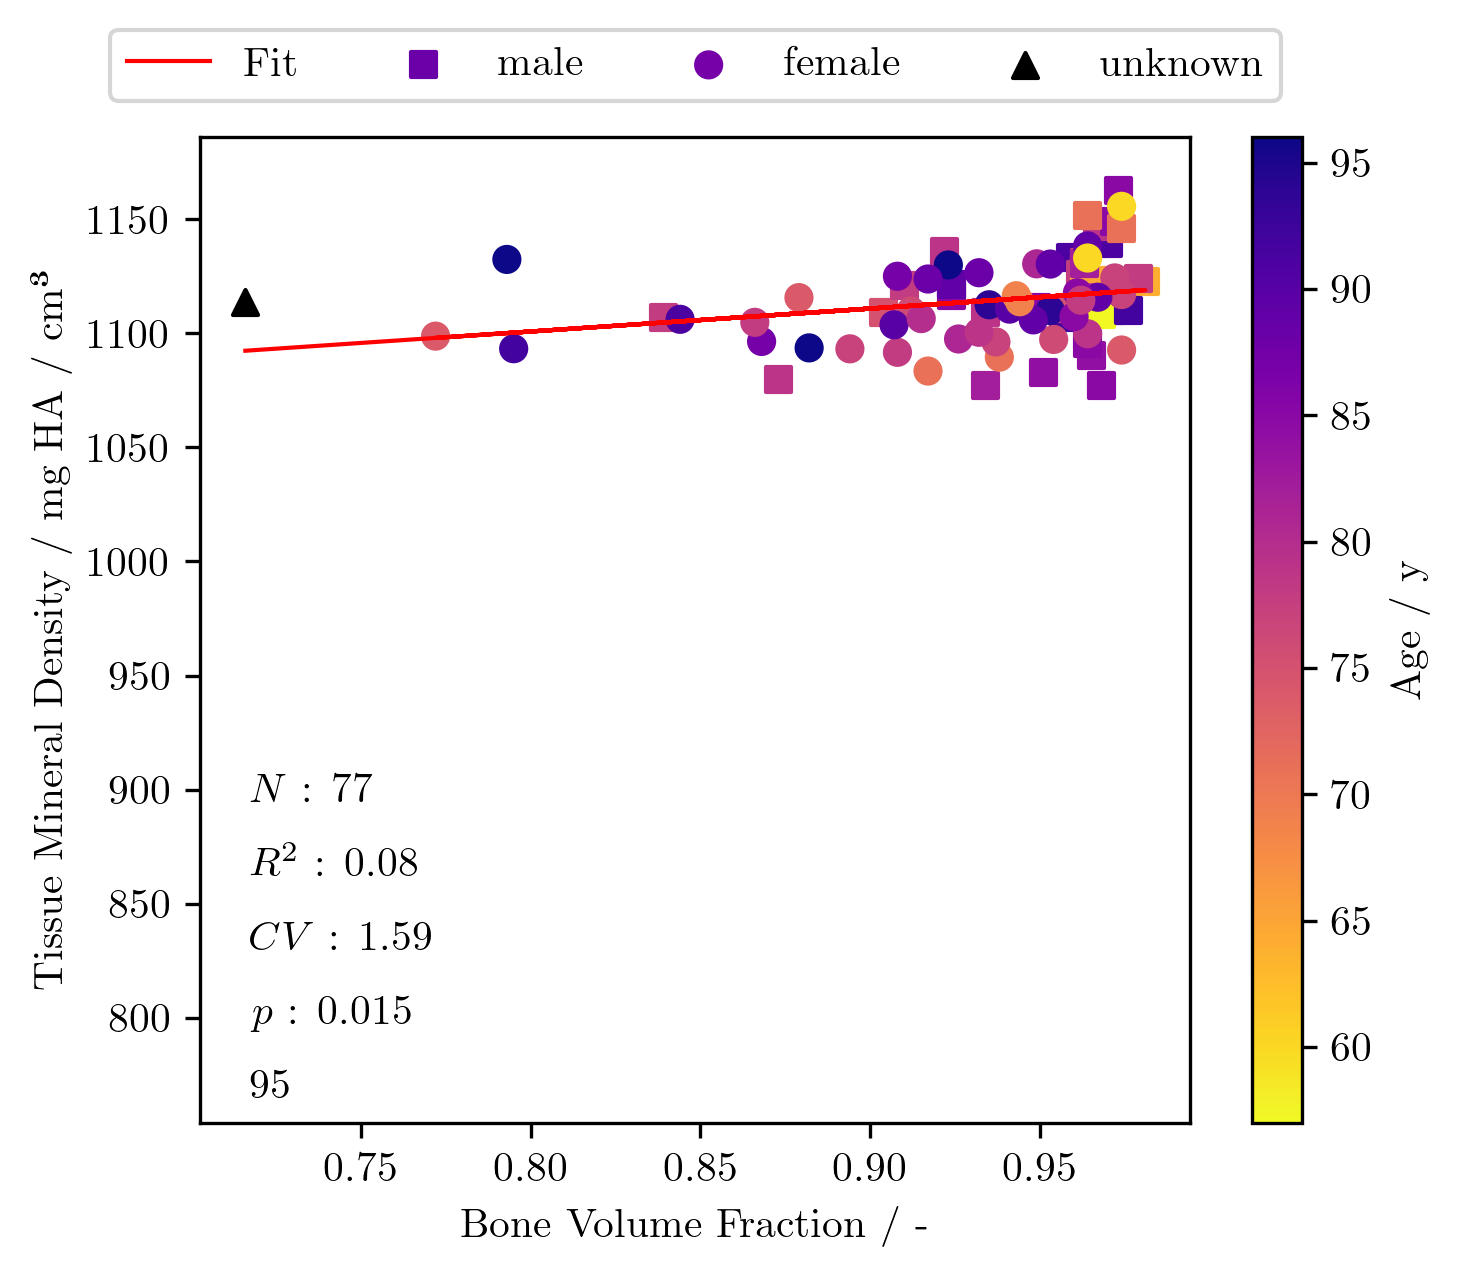 Fit male female unknown
Tissue Mineral Density / mg HA / cm³
1150
1100
1050
1000
950
900
850
800
N : 77
R² : 0.08
CV : 1.59
p : 0.015
95
0.75 0.80 0.85 0.90 0.95
Bone Volume Fraction / -
95
90
85
80
75
70
65
60
Age / y